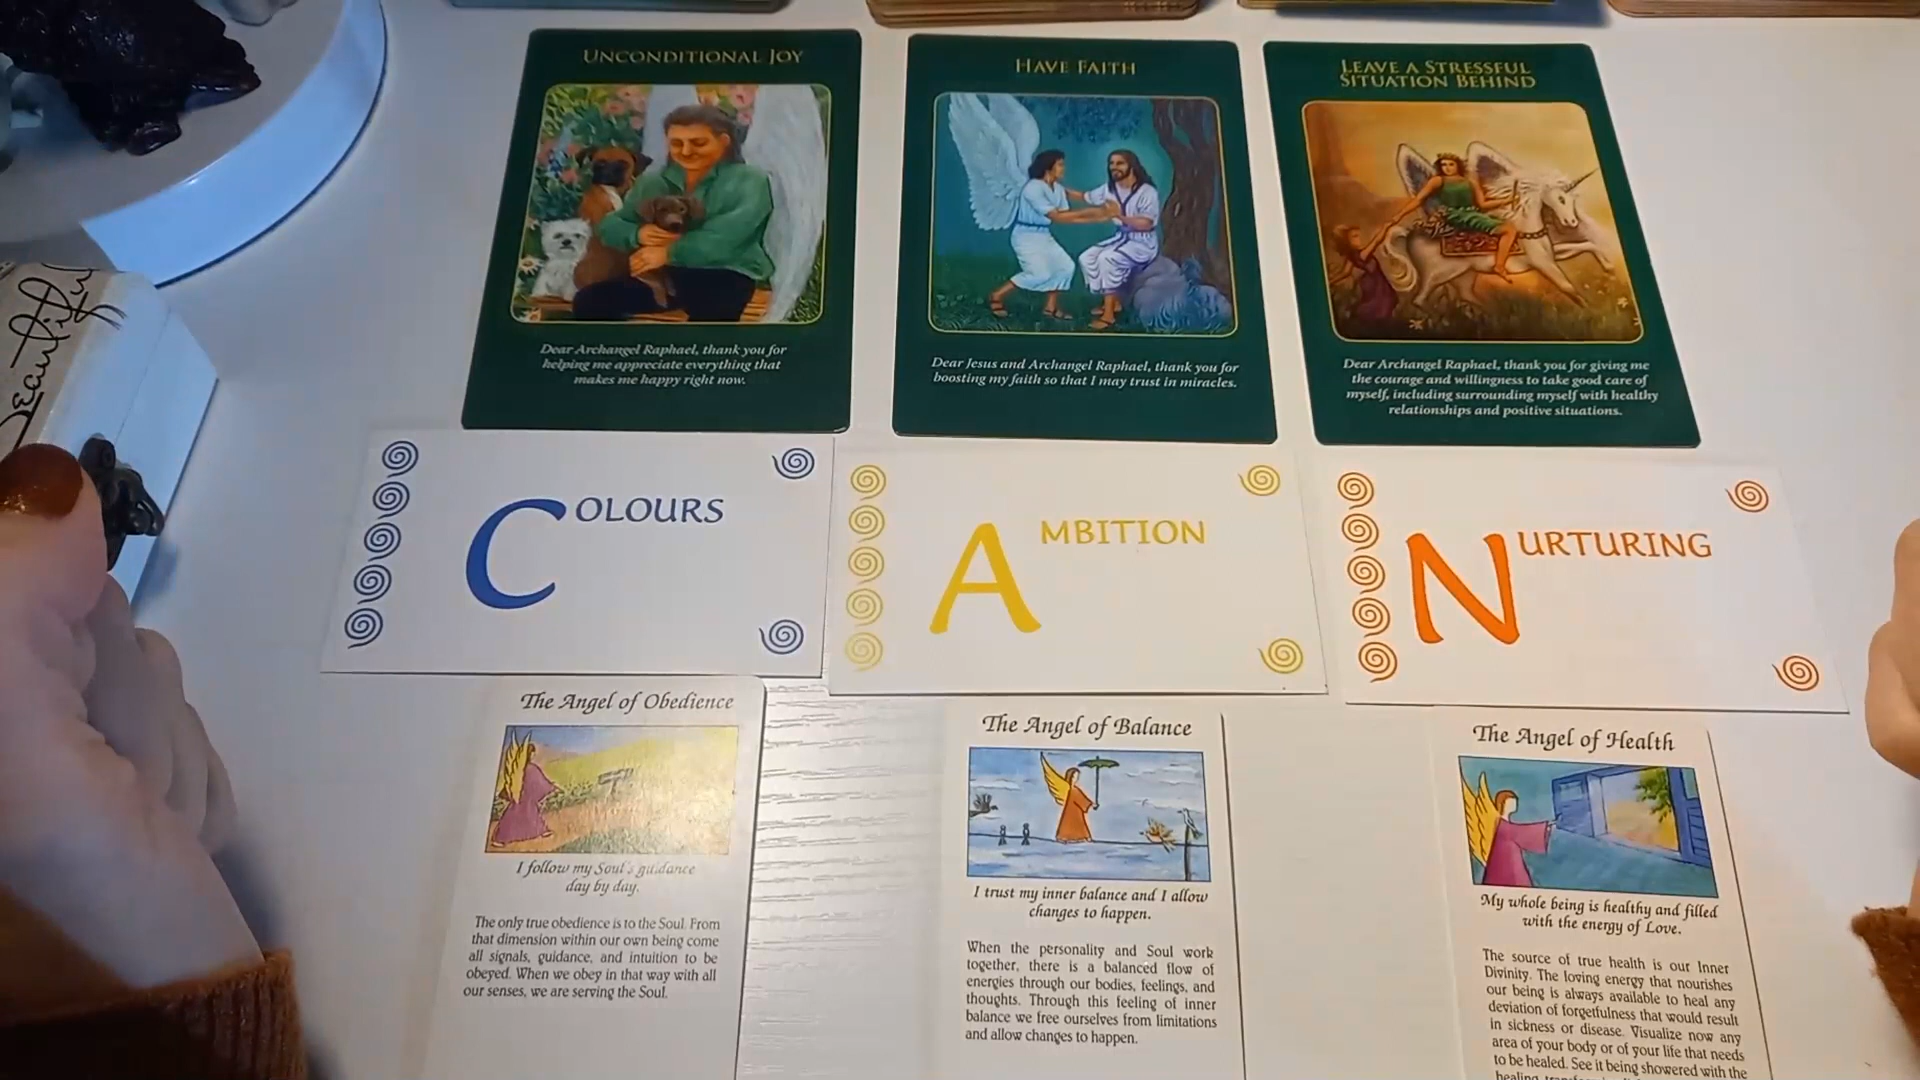 UNCONDITIONAL JOY
Dear Archangel Raphael, thank you for
helping me appreciate everything that
makes me happy right now.
HAVE FAITH
Dear Jesus and Archangel Raphael, thank you for
boosting my faith so that I may trust in miracles.
LEAVE A STRESSFUL
SITUATION BEHIND
Dear Archangel Raphael, thank you for giving me
the courage and willingness to take good care of
myself, including surrounding myself with healthy
relationships and positive situations.
Beautiful
COLOURS
AMBITION
NURTURING
The Angel of Obedience
I follow my Soul's guidance
day by day.
The only true obedience is to the Soul. From
that dimension within our own being come
all signals, guidance, and intuition to be
obeyed. When we obey in that way with all
our senses, we are serving the Soul.
The Angel of Balance
I trust my inner balance and I allow
changes to happen.
When the personality and Soul work
together, there is a balanced flow of
energies through our bodies, feelings, and
thoughts. Through this feeling of inner
balance we free ourselves from limitations
and allow changes to happen.
The Angel of Health
My whole being is healthy and filled
with the energy of Love.
The source of true health is our Inner
Divinity. The loving energy that nourishes
our being is always available to heal any
deviation of forgetfulness that would result
in sickness or disease. Visualize now any
area of your body or of your life that needs
to be healed. See it being showered with the